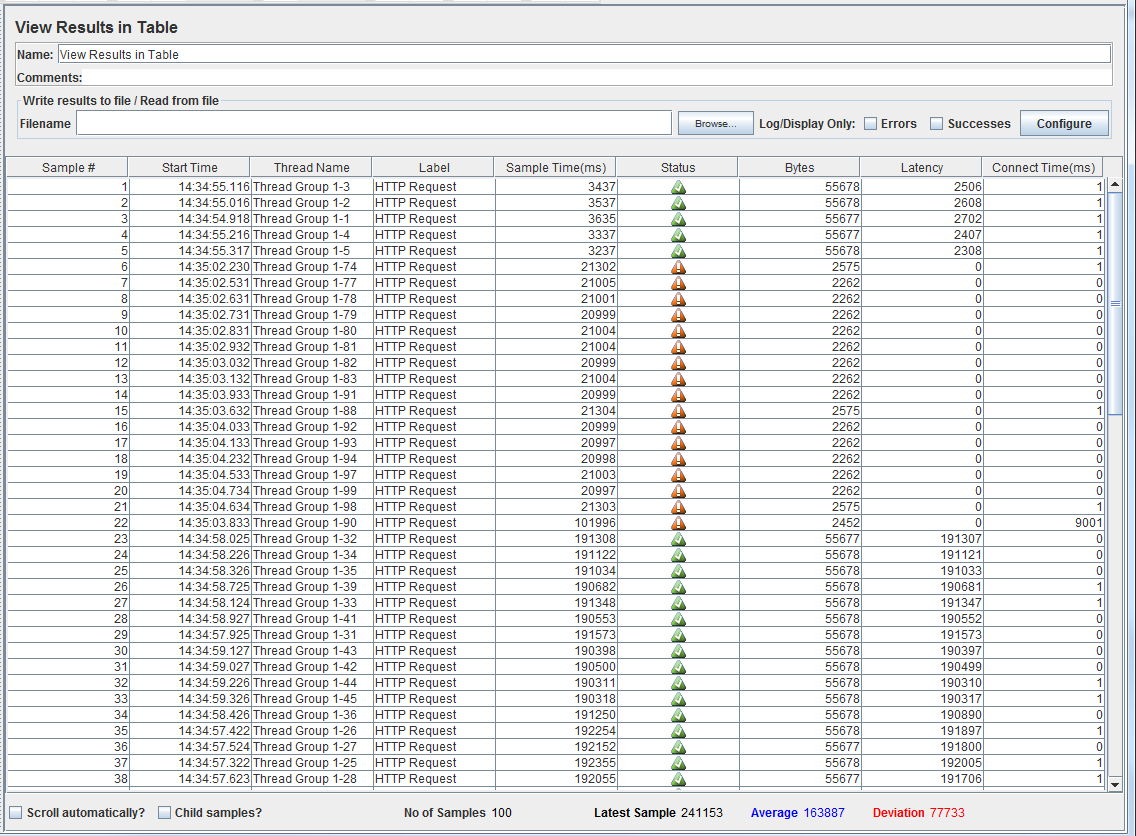 View Results in Table
Name: View Results in Table
Comments:
Write results to file / Read from file
Filename Browse... Log/Display Only: Errors Successes Configure
Sample # Start Time Thread Name Label Sample Time(ms) Status Bytes Latency Connect Time(ms)
1 14:34:55.116 Thread Group 1-3 HTTP Request 3437 55678 2506 1
2 14:34:55.016 Thread Group 1-2 HTTP Request 3537 55678 2608 1
3 14:34:54.918 Thread Group 1-1 HTTP Request 3635 55677 2702 1
4 14:34:55.216 Thread Group 1-4 HTTP Request 3337 55677 2407 1
5 14:34:55.317 Thread Group 1-5 HTTP Request 3237 55678 2308 1
6 14:35:02.230 Thread Group 1-74 HTTP Request 21302 2575 0 1
7 14:35:02.531 Thread Group 1-77 HTTP Request 21005 2262 0 0
8 14:35:02.631 Thread Group 1-78 HTTP Request 21001 2262 0 0
9 14:35:02.731 Thread Group 1-79 HTTP Request 20999 2262 0 0
10 14:35:02.831 Thread Group 1-80 HTTP Request 21004 2262 0 0
11 14:35:02.932 Thread Group 1-81 HTTP Request 21004 2262 0 0
12 14:35:03.032 Thread Group 1-82 HTTP Request 20999 2262 0 0
13 14:35:03.132 Thread Group 1-83 HTTP Request 21004 2262 0 0
14 14:35:03.933 Thread Group 1-91 HTTP Request 20999 2262 0 0
15 14:35:03.632 Thread Group 1-88 HTTP Request 21304 2575 0 1
16 14:35:04.033 Thread Group 1-92 HTTP Request 20999 2262 0 0
17 14:35:04.133 Thread Group 1-93 HTTP Request 20997 2262 0 0
18 14:35:04.232 Thread Group 1-94 HTTP Request 20998 2262 0 0
19 14:35:04.533 Thread Group 1-97 HTTP Request 21003 2262 0 0
20 14:35:04.734 Thread Group 1-99 HTTP Request 20997 2262 0 0
21 14:35:04.634 Thread Group 1-98 HTTP Request 21303 2575 0 1
22 14:35:03.833 Thread Group 1-90 HTTP Request 101996 2452 0 9001
23 14:34:58.025 Thread Group 1-32 HTTP Request 191308 55677 191307 0
24 14:34:58.226 Thread Group 1-34 HTTP Request 191122 55678 191121 0
25 14:34:58.326 Thread Group 1-35 HTTP Request 191034 55678 191033 0
26 14:34:58.725 Thread Group 1-39 HTTP Request 190682 55678 190681 1
27 14:34:58.124 Thread Group 1-33 HTTP Request 191348 55678 191347 1
28 14:34:58.927 Thread Group 1-41 HTTP Request 190553 55678 190552 1
29 14:34:57.925 Thread Group 1-31 HTTP Request 191573 55678 191573 0
30 14:34:59.127 Thread Group 1-43 HTTP Request 190398 55678 190397 0
31 14:34:59.027 Thread Group 1-42 HTTP Request 190500 55678 190499 0
32 14:34:59.226 Thread Group 1-44 HTTP Request 190311 55678 190310 1
33 14:34:59.326 Thread Group 1-45 HTTP Request 190318 55678 190317 1
34 14:34:58.426 Thread Group 1-36 HTTP Request 191250 55678 190890 0
35 14:34:57.422 Thread Group 1-26 HTTP Request 192254 55678 191897 1
36 14:34:57.524 Thread Group 1-27 HTTP Request 192152 55677 191800 0
37 14:34:57.322 Thread Group 1-25 HTTP Request 192355 55678 192005 1
38 14:34:57.623 Thread Group 1-28 HTTP Request 192055 55677 191706 1
Scroll automatically? Child samples? No of Samples 100 Latest Sample 241153 Average 163887 Deviation 77733